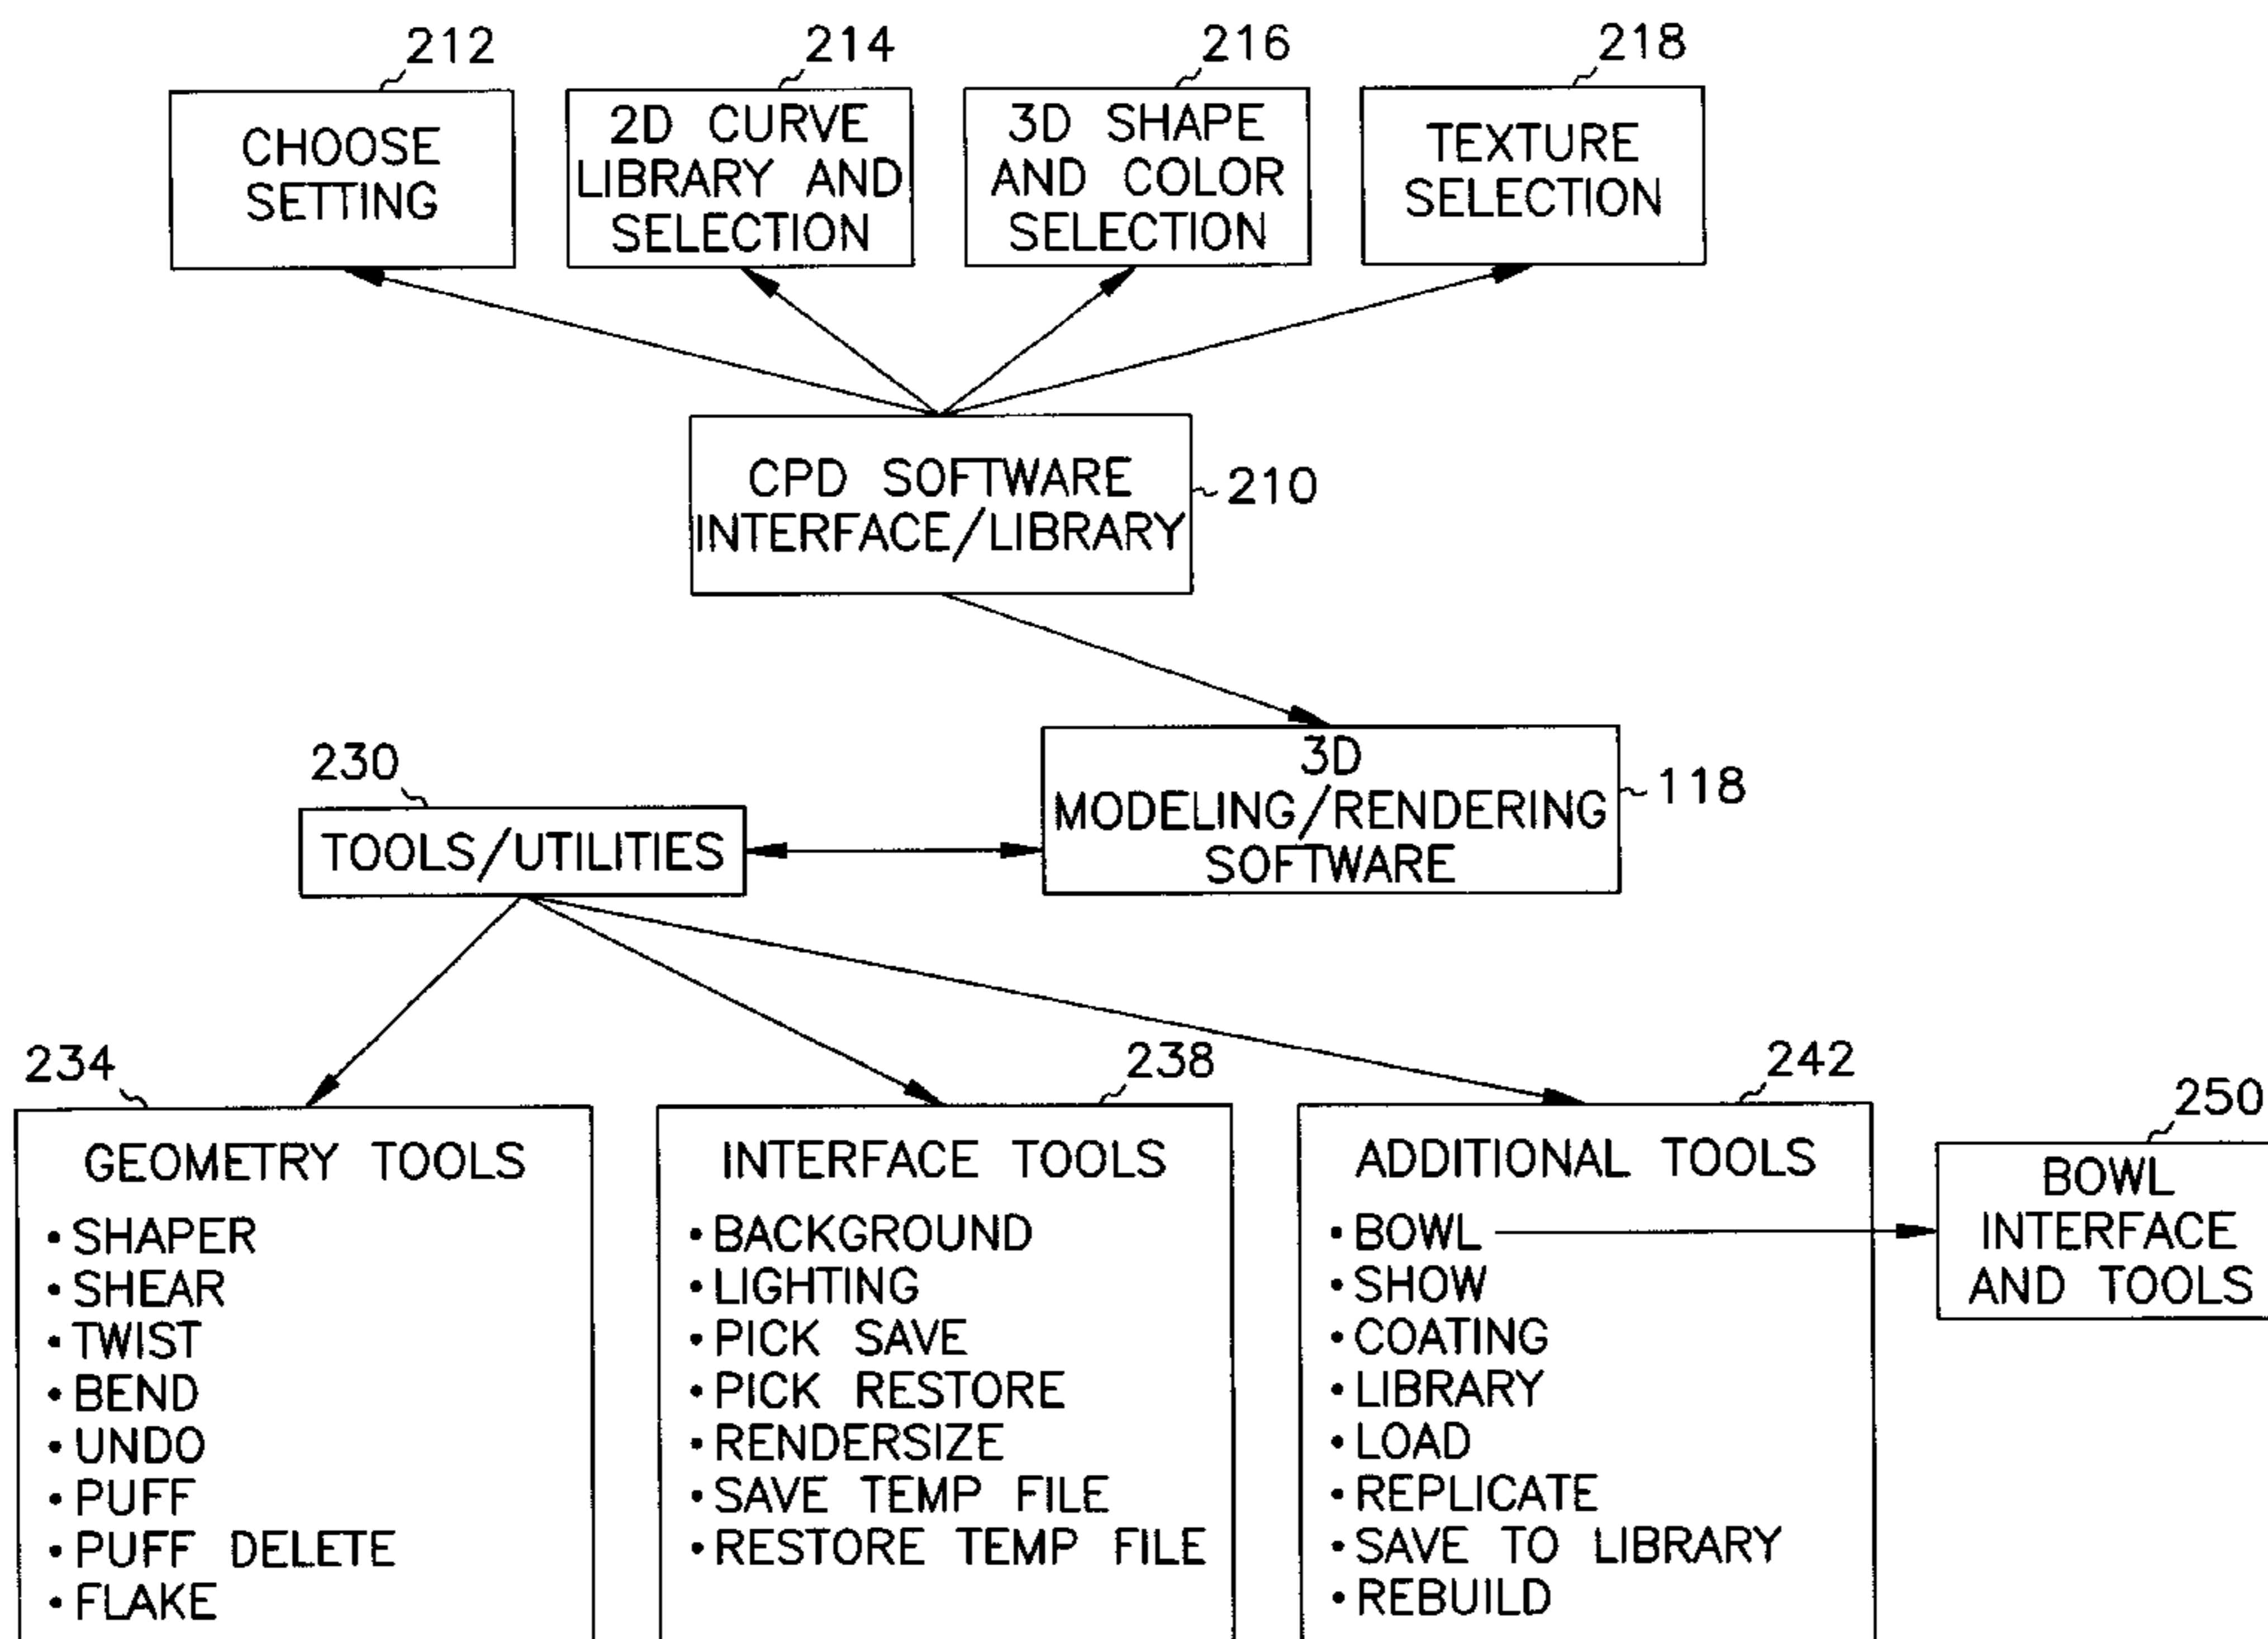 212
214
216
218
CHOOSE
SETTING
2D CURVE
LIBRARY AND
SELECTION
3D SHAPE
AND COLOR
SELECTION
TEXTURE
SELECTION
CPD SOFTWARE
INTERFACE/LIBRARY
210
3D
MODELING/RENDERING
SOFTWARE
118
230
TOOLS/UTILITIES
234
GEOMETRY TOOLS
•SHAPER
•SHEAR
•TWIST
•BEND
•UNDO
•PUFF
•PUFF DELETE
•FLAKE
238
INTERFACE TOOLS
•BACKGROUND
•LIGHTING
•PICK SAVE
•PICK RESTORE
•RENDERSIZE
•SAVE TEMP FILE
•RESTORE TEMP FILE
242
ADDITIONAL TOOLS
•BOWL
•SHOW
•COATING
•LIBRARY
•LOAD
•REPLICATE
•SAVE TO LIBRARY
•REBUILD
250
BOWL
INTERFACE
AND TOOLS